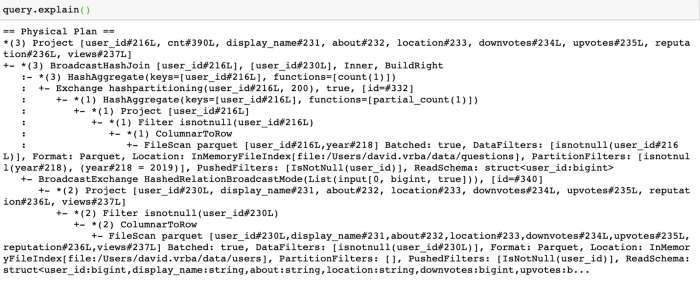 query.explain()
== Physical Plan ==
*(3) Project [user_id#216L, cnt#390L, display_name#231, about#232, location#233, downvotes#234L, upvotes#235L, reputa
tion#236L, views#237L]
+- *(3) BroadcastHashJoin [user_id#216L], [user_id#230L], Inner, BuildRight
:- *(3) HashAggregate(keys=[user_id#216L], functions=[count(1)])
: +- Exchange hashpartitioning(user_id#216L, 200), true, [id=#332]
: +- *(1) HashAggregate(keys=[user_id#216L], functions=[partial_count(1)])
: +- *(1) Project [user_id#216L]
: +- *(1) Filter isnotnull(user_id#216L)
: +- *(1) ColumnarToRow
: +- FileScan parquet [user_id#216L,year#218] Batched: true, DataFilters: [isnotnull(user_id#216
L)], Format: Parquet, Location: InMemoryFileIndex[file:/Users/david.vrba/data/questions], PartitionFilters: [isnotnul
l(year#218), (year#218 = 2019)], PushedFilters: [IsNotNull(user_id)], ReadSchema: struct<user_id:bigint>
+- BroadcastExchange HashedRelationBroadcastMode(List(input[0, bigint, true])), [id=#340]
+- *(2) Project [user_id#230L, display_name#231, about#232, location#233, downvotes#234L, upvotes#235L, reputat
ion#236L, views#237L]
+- *(2) Filter isnotnull(user_id#230L)
+- *(2) ColumnarToRow
+- FileScan parquet [user_id#230L,display_name#231,about#232,location#233,downvotes#234L,upvotes#235L,
reputation#236L,views#237L] Batched: true, DataFilters: [isnotnull(user_id#230L)], Format: Parquet, Location: InMemor
yFileIndex[file:/Users/david.vrba/data/users], PartitionFilters: [], PushedFilters: [IsNotNull(user_id)], ReadSchema:
struct<user_id:bigint,display_name:string,about:string,location:string,downvotes:bigint,upvotes:b...